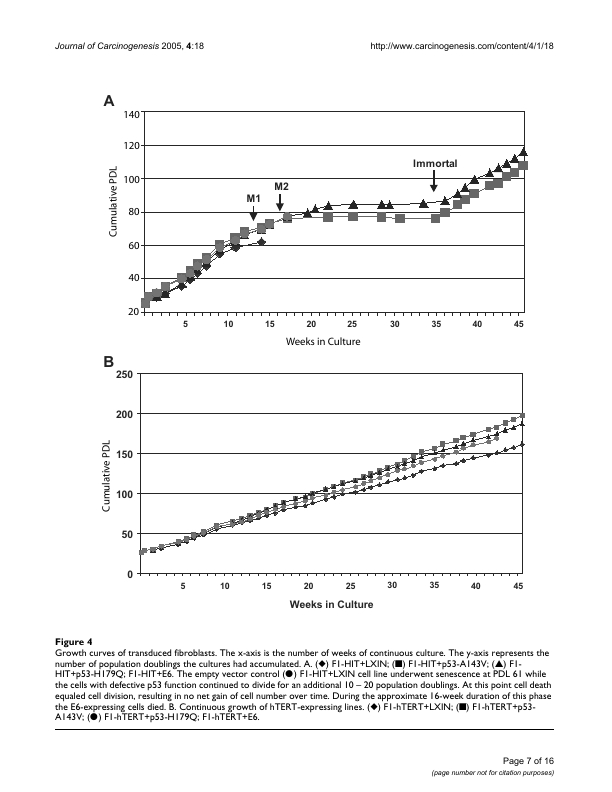 Journal of Carcinogenesis 2005, 4:18 http://www.carcinogenesis.com/content/4/1/18
A
140
120
100
80
60
40
20
Cumulative PDL
M1
M2
Immortal
5 10 15 20 25 30 35 40 45
Weeks in Culture
B
250
200
150
100
50
0
Cumulative PDL
5 10 15 20 25 30 35 40 45
Weeks in Culture
Figure 4
Growth curves of transduced fibroblasts. The x-axis is the number of weeks of continuous culture. The y-axis represents the
number of population doublings the cultures had accumulated. A. (◆) F1-HIT+LXIN; (■) F1-HIT+p53-A143V; (▲) F1-
HIT+p53-H179Q; F1-HIT+E6. The empty vector control (●) F1-HIT+LXIN cell line underwent senescence at PDL 61 while
the cells with defective p53 function continued to divide for an additional 10 – 20 population doublings. At this point cell death
equaled cell division, resulting in no net gain of cell number over time. During the approximate 16-week duration of this phase
the E6-expressing cells died. B. Continuous growth of hTERT-expressing lines. (◆) F1-hTERT+LXIN; (■) F1-hTERT+p53-
A143V; (●) F1-hTERT+p53-H179Q; F1-hTERT+E6.
Page 7 of 16
(page number not for citation purposes)